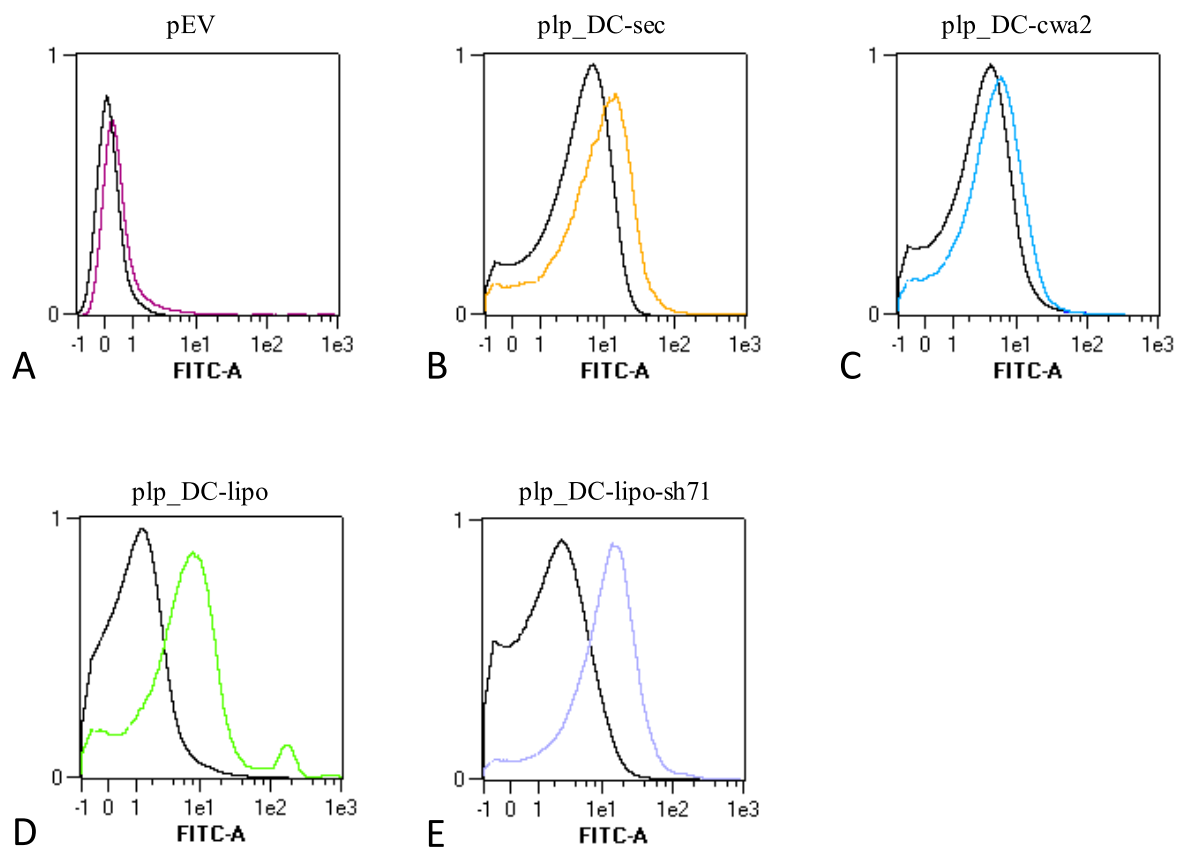 pEV
plp_DC-sec
plp_DC-cwa2
1
1
1
0
0
0
-1 0 1 1e1 1e2 1e3
-1 0 1 1e1 1e2 1e3
-1 0 1 1e1 1e2 1e3
A
FITC-A
B
FITC-A
C
FITC-A
plp_DC-lipo
plp_DC-lipo-sh71
1
1
0
0
-1 0 1 1e1 1e2 1e3
-1 0 1 1e1 1e2 1e3
D
FITC-A
E
FITC-A